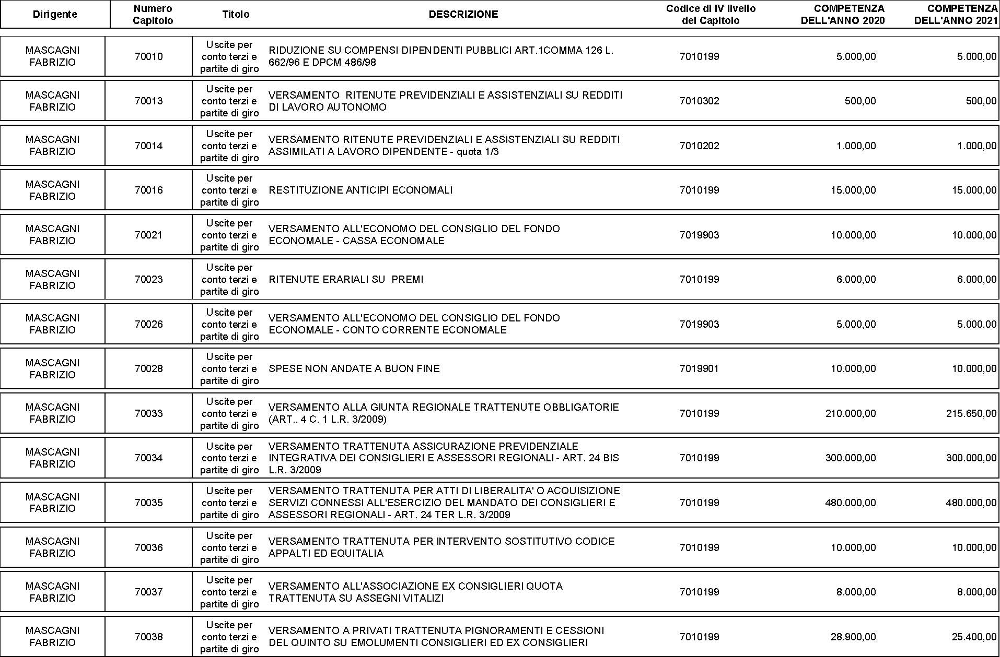 Dirigente
Numero
Capitolo
Titolo
DESCRIZIONE
Codice di IV livello
del Capitolo
COMPETENZA
DELL'ANNO 2020
COMPETENZA
DELL'ANNO 2021
MASCAGNI
FABRIZIO
70010
Uscite per
conto terzi e
partite di giro
RIDUZIONE SU COMPENSI DIPENDENTI PUBBLICI ART.1COMMA 126 L.
662/96 E DPCM 486/98
7010199
5.000,00
5.000,00
MASCAGNI
FABRIZIO
70013
Uscite per
conto terzi e
partite di giro
VERSAMENTO  RITENUTE PREVIDENZIALI E ASSISTENZIALI SU REDDITI
DI LAVORO AUTONOMO
7010302
500,00
500,00
MASCAGNI
FABRIZIO
70014
Uscite per
conto terzi e
partite di giro
VERSAMENTO RITENUTE PREVIDENZIALI E ASSISTENZIALI SU REDDITI
ASSIMILATI A LAVORO DIPENDENTE - quota 1/3
7010202
1.000,00
1.000,00
MASCAGNI
FABRIZIO
70016
Uscite per
conto terzi e
partite di giro
RESTITUZIONE ANTICIPI ECONOMALI
7010199
15.000,00
15.000,00
MASCAGNI
FABRIZIO
70021
Uscite per
conto terzi e
partite di giro
VERSAMENTO ALL'ECONOMO DEL CONSIGLIO DEL FONDO
ECONOMALE - CASSA ECONOMALE
7019903
10.000,00
10.000,00
MASCAGNI
FABRIZIO
70023
Uscite per
conto terzi e
partite di giro
RITENUTE ERARIALI SU  PREMI
7010199
6.000,00
6.000,00
MASCAGNI
FABRIZIO
70026
Uscite per
conto terzi e
partite di giro
VERSAMENTO ALL'ECONOMO DEL CONSIGLIO DEL FONDO
ECONOMALE - CONTO CORRENTE ECONOMALE
7019903
5.000,00
5.000,00
MASCAGNI
FABRIZIO
70028
Uscite per
conto terzi e
partite di giro
SPESE NON ANDATE A BUON FINE
7019901
10.000,00
10.000,00
MASCAGNI
FABRIZIO
70033
Uscite per
conto terzi e
partite di giro
VERSAMENTO ALLA GIUNTA REGIONALE TRATTENUTE OBBLIGATORIE
(ART.. 4 C. 1 L.R. 3/2009)
7010199
210.000,00
215.650,00
MASCAGNI
FABRIZIO
70034
Uscite per
conto terzi e
partite di giro
VERSAMENTO TRATTENUTA ASSICURAZIONE PREVIDENZIALE
INTEGRATIVA DEI CONSIGLIERI E ASSESSORI REGIONALI - ART. 24 BIS
L.R. 3/2009
7010199
300.000,00
300.000,00
MASCAGNI
FABRIZIO
70035
Uscite per
conto terzi e
partite di giro
VERSAMENTO TRATTENUTA PER ATTI DI LIBERALITA' O ACQUISIZIONE
SERVIZI CONNESSI ALL'ESERCIZIO DEL MANDATO DEI CONSIGLIERI E
ASSESSORI REGIONALI - ART. 24 TER L.R. 3/2009
7010199
480.000,00
480.000,00
MASCAGNI
FABRIZIO
70036
Uscite per
conto terzi e
partite di giro
VERSAMENTO TRATTENUTA PER INTERVENTO SOSTITUTIVO CODICE
APPALTI ED EQUITALIA
7010199
10.000,00
10.000,00
MASCAGNI
FABRIZIO
70037
Uscite per
conto terzi e
partite di giro
VERSAMENTO ALL'ASSOCIAZIONE EX CONSIGLIERI QUOTA
TRATTENUTA SU ASSEGNI VITALIZI
7010199
8.000,00
8.000,00
MASCAGNI
FABRIZIO
70038
Uscite per
conto terzi e
partite di giro
VERSAMENTO A PRIVATI TRATTENUTA PIGNORAMENTI E CESSIONI
DEL QUINTO SU EMOLUMENTI CONSIGLIERI ED EX CONSIGLIERI
7010199
28.900,00
25.400,00